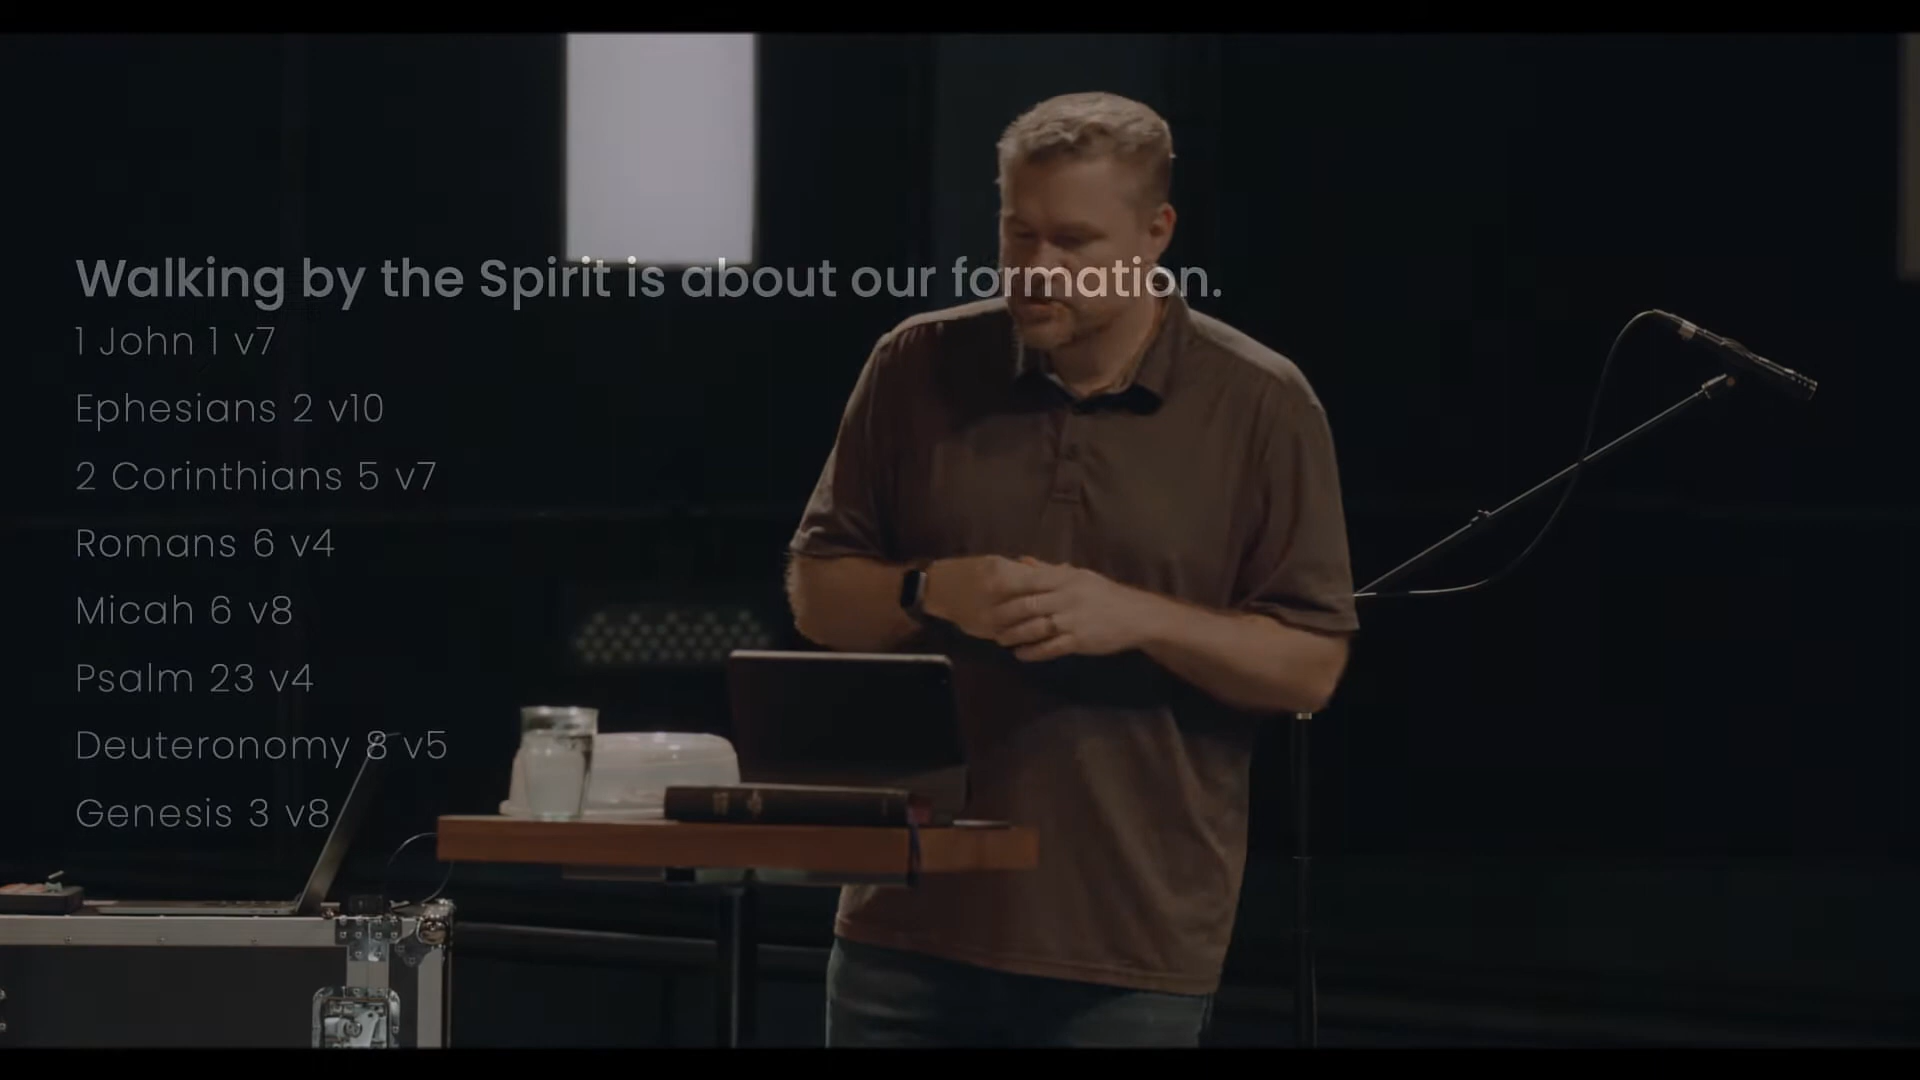 Walking by the Spirit is about our formation.
1 John 1 v7
Ephesians 2 v10
2 Corinthians 5 v7
Romans 6 v4
Micah 6 v8
Psalm 23 v4
Deuteronomy 8 v5
Genesis 3 v8